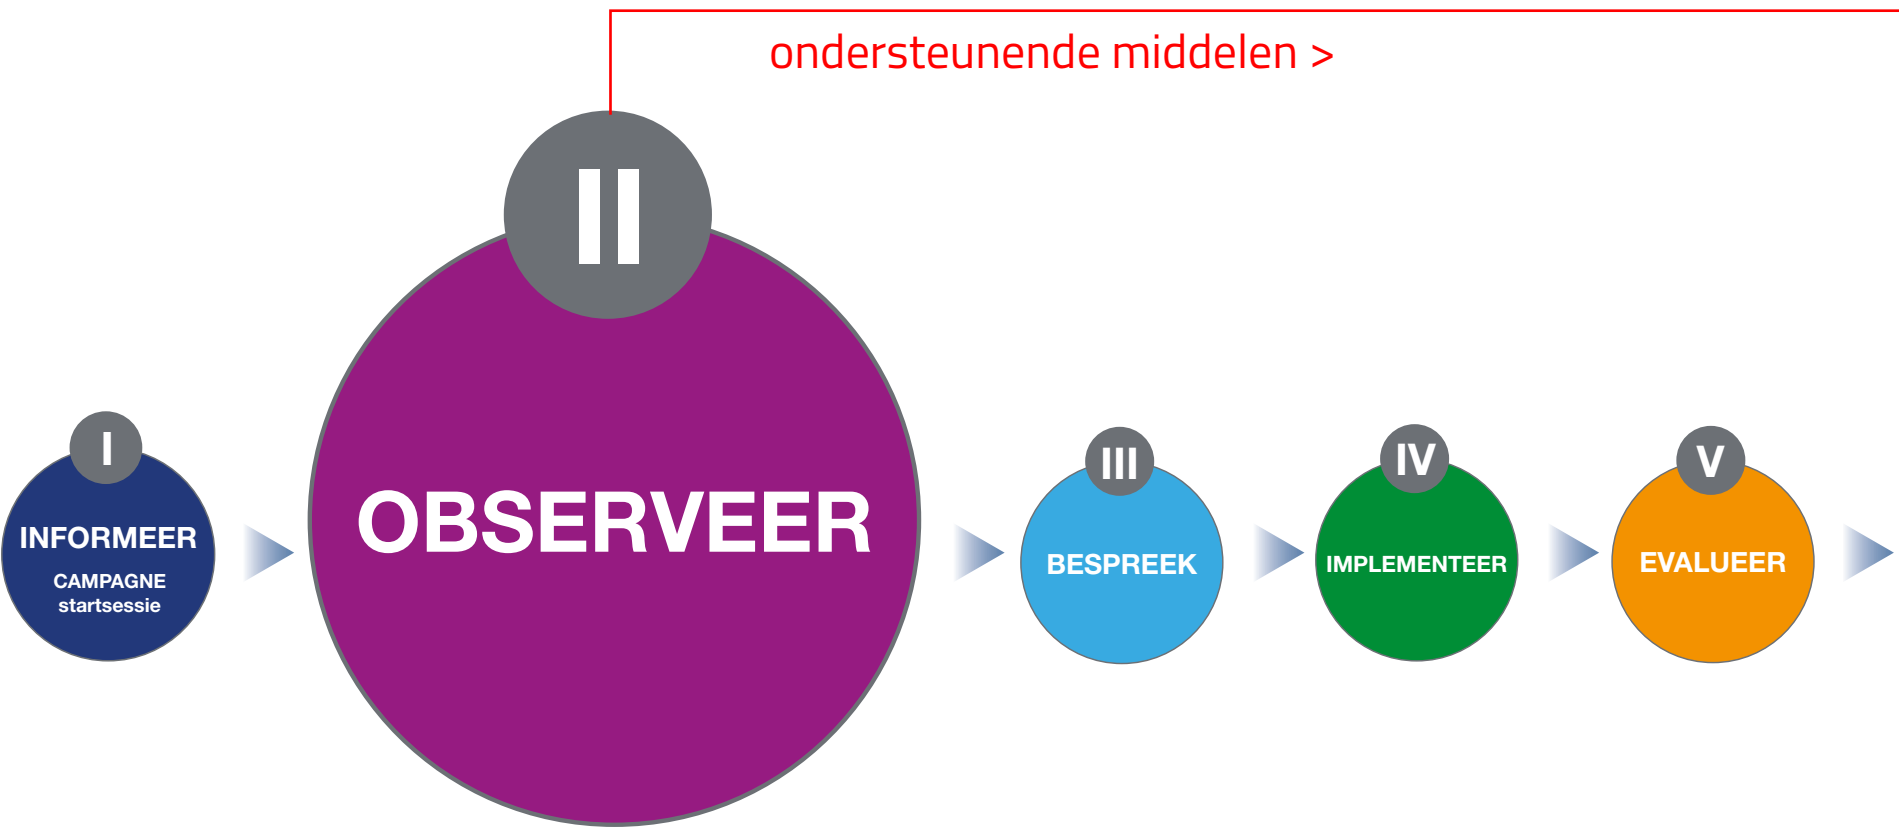 ondersteunende middelen >
I
INFORMEER
CAMPAGNE
startsessie
II
OBSERVEER
III
BESPREEK
IV
IMPLEMENTEER
V
EVALUEER